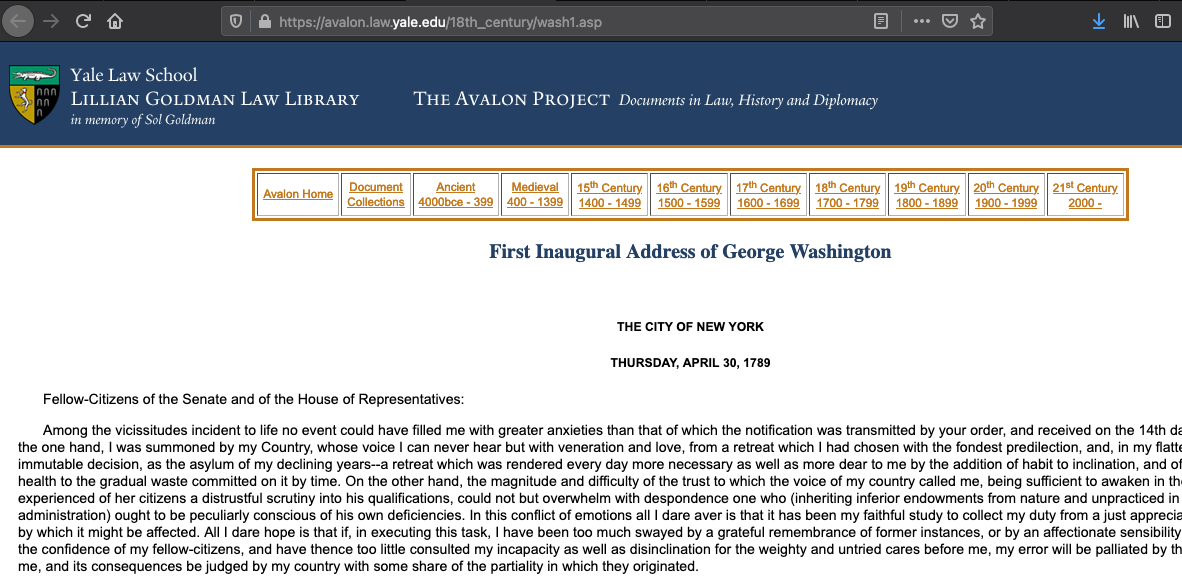 https://avalon.law.yale.edu/18th_century/wash1.asp
Yale Law School
LILLIAN GOLDMAN LAW LIBRARY
in memory of Sol Goldman
THE AVALON PROJECT Documents in Law, History and Diplomacy
Avalon Home
Document
Collections
Ancient
4000bce - 399
Medieval
400 - 1399
15th Century
1400 - 1499
16th Century
1500 - 1599
17th Century
1600 - 1699
18th Century
1700 - 1799
19th Century
1800 - 1899
20th Century
1900 - 1999
21st Century
2000 -
First Inaugural Address of George Washington
THE CITY OF NEW YORK
THURSDAY, APRIL 30, 1789
Fellow-Citizens of the Senate and of the House of Representatives:
Among the vicissitudes incident to life no event could have filled me with greater anxieties than that of which the notification was transmitted by your order, and received on the 14th da
the one hand, I was summoned by my Country, whose voice I can never hear but with veneration and love, from a retreat which I had chosen with the fondest predilection, and, in my flatte
immutable decision, as the asylum of my declining years--a retreat which was rendered every day more necessary as well as more dear to me by the addition of habit to inclination, and of
health to the gradual waste committed on it by time. On the other hand, the magnitude and difficulty of the trust to which the voice of my country called me, being sufficient to awaken in the
experienced of her citizens a distrustful scrutiny into his qualifications, could not but overwhelm with despondence one who (inheriting inferior endowments from nature and unpracticed in
administration) ought to be peculiarly conscious of his own deficiencies. In this conflict of emotions all I dare aver is that it has been my faithful study to collect my duty from a just apprecia
by which it might be affected. All I dare hope is that if, in executing this task, I have been too much swayed by a grateful remembrance of former instances, or by an affectionate sensibility
the confidence of my fellow-citizens, and have thence too little consulted my incapacity as well as disinclination for the weighty and untried cares before me, my error will be palliated by th
me, and its consequences be judged by my country with some share of the partiality in which they originated.